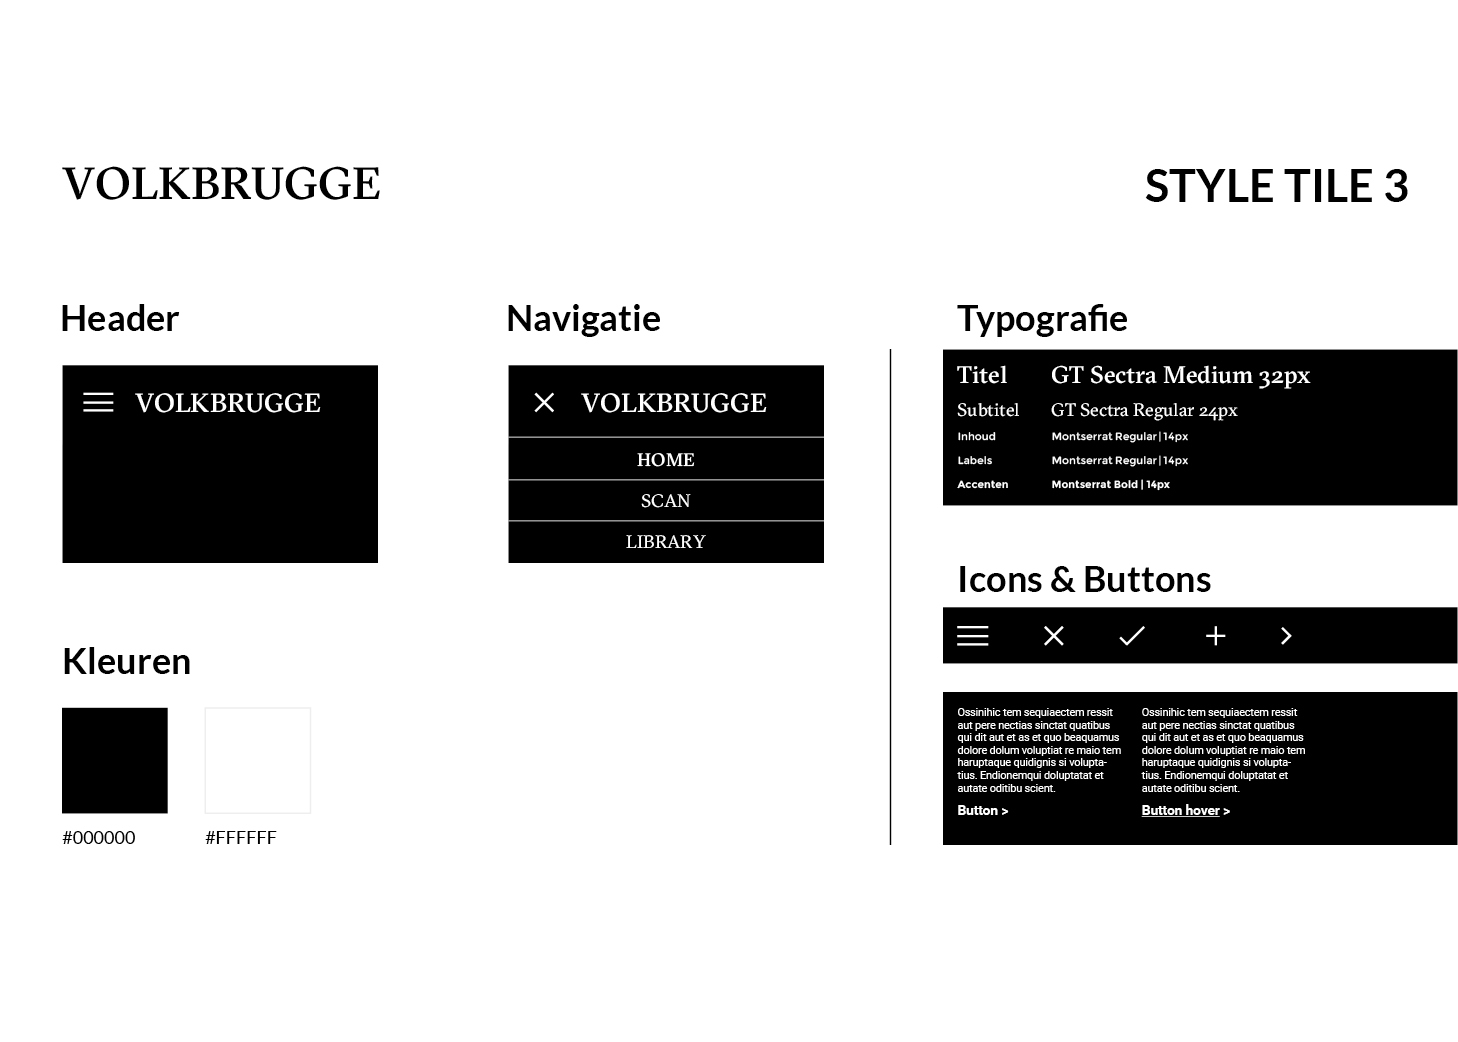 VOLKBRUGGE
STYLE TILE 3
Header
VOLKBRUGGE
Navigatie
VOLKBRUGGE
HOME
SCAN
LIBRARY
Kleuren
#000000
#FFFFFF
Typografie
Titel GT Sectra Medium 32px
Subtitel GT Sectra Regular 24px
Inhoud Montserrat Regular | 14px
Labels Montserrat Regular | 14px
Accenten Montserrat Bold | 14px
Icons & Buttons
Ossinihic tem sequiaectem ressit
aut pere nectias sinctat quatibus
qui dit aut et as et quo beaquamus
dolore dolum voluptiat re maio tem
haruptaque quidignis si volupta-
tius. Endionemqui doluptatat et
autate oditibu scient.
Button >
Ossinihic tem sequiaectem ressit
aut pere nectias sinctat quatibus
qui dit aut et as et quo beaquamus
dolore dolum voluptiat re maio tem
haruptaque quidignis si volupta-
tius. Endionemqui doluptatat et
autate oditibu scient.
Button hover >